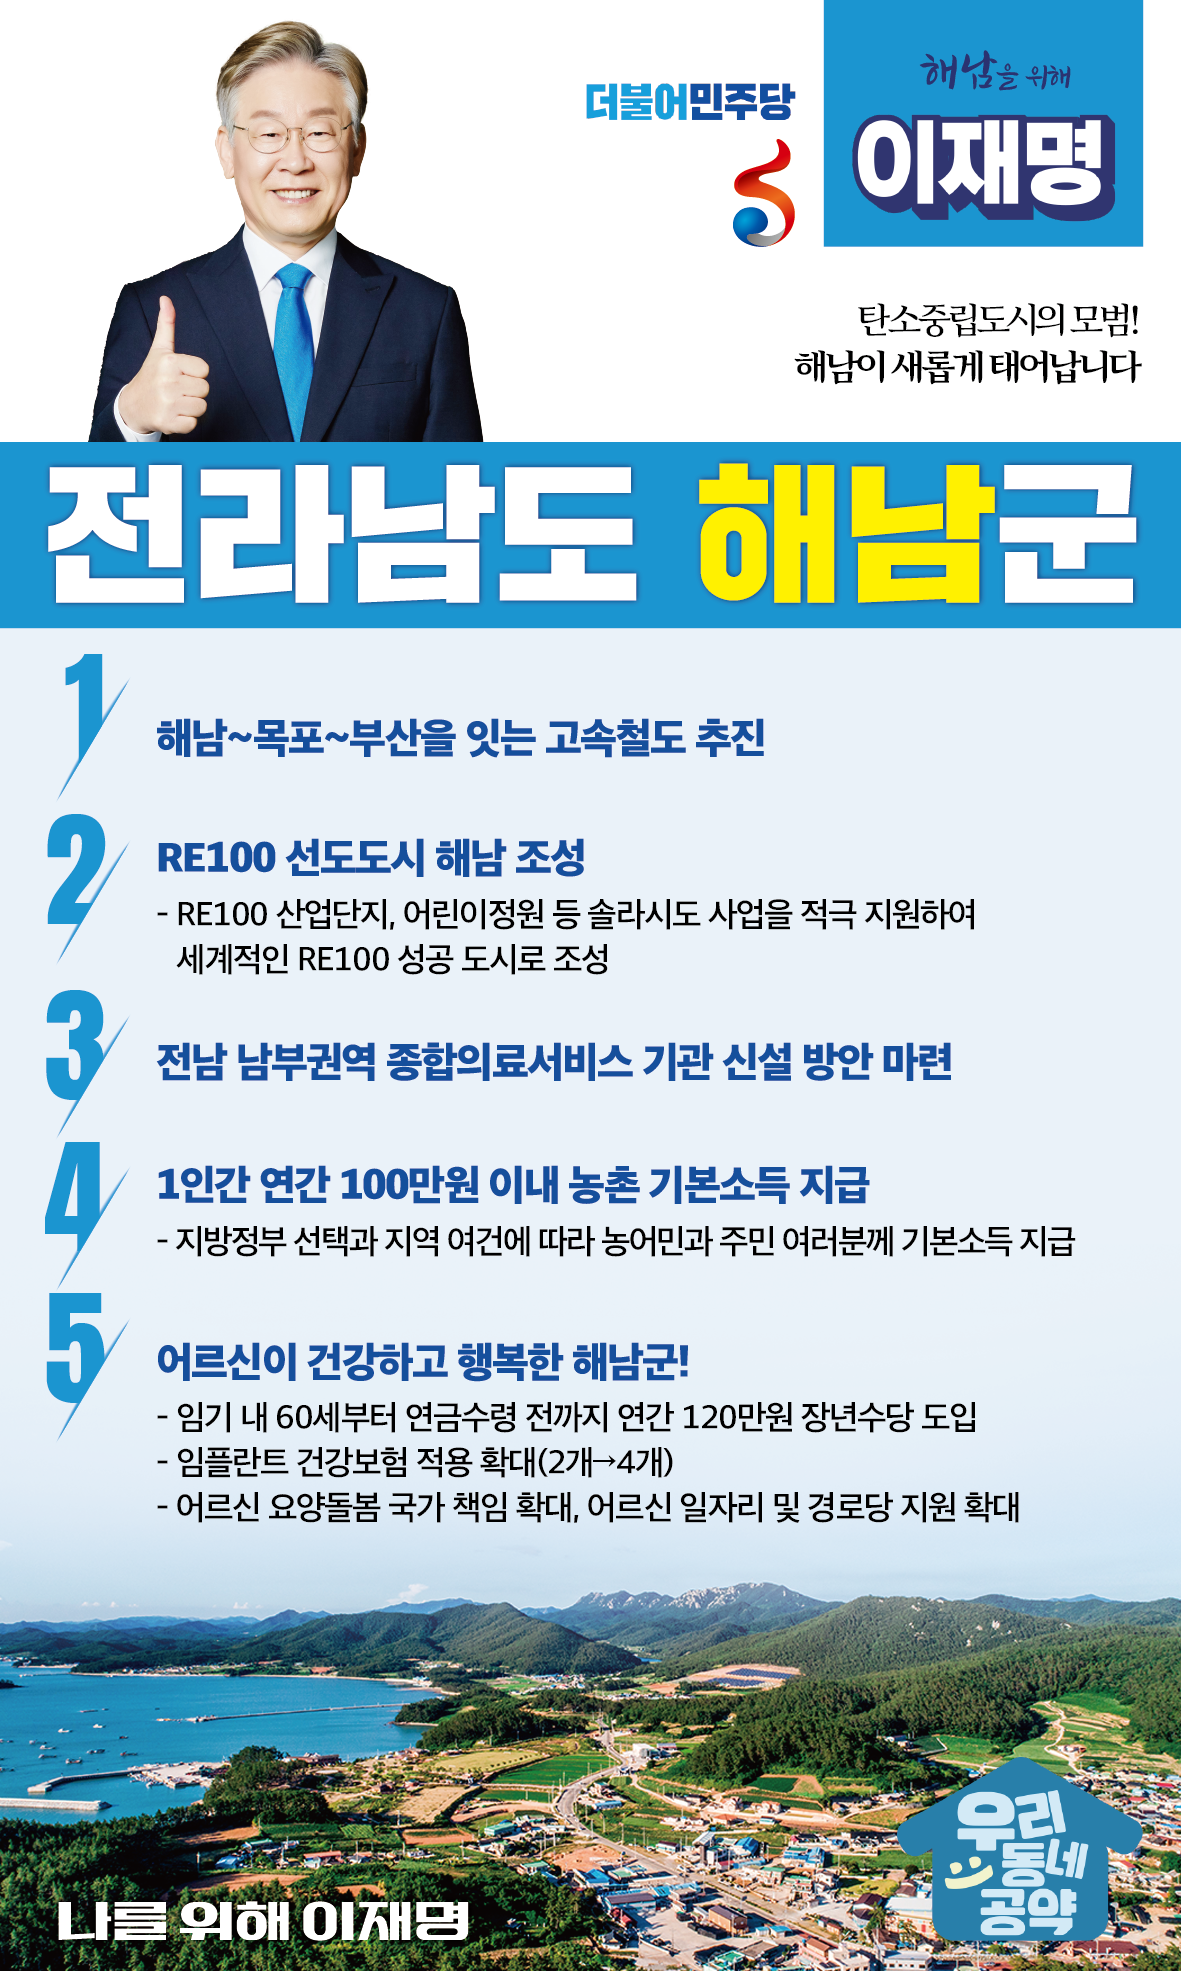 더불어민주당
해남을 위해
이재명
탄소중립도시의 모범!
해남이 새롭게 태어납니다
전라남도 해남군
1
해남~목포~부산을 잇는 고속철도 추진
2
RE100 선도도시 해남 조성
- RE100 산업단지, 어린이정원 등 솔라시도 사업을 적극 지원하여
세계적인 RE100 성공 도시로 조성
3
전남 남부권역 종합의료서비스 기관 신설 방안 마련
4
1인간 연간 100만원 이내 농촌 기본소득 지급
- 지방정부 선택과 지역 여건에 따라 농어민과 주민 여러분께 기본소득 지급
5
어르신이 건강하고 행복한 해남군!
- 임기 내 60세부터 연금수령 전까지 연간 120만원 장년수당 도입
- 임플란트 건강보험 적용 확대(2개→4개)
- 어르신 요양돌봄 국가 책임 확대, 어르신 일자리 및 경로당 지원 확대
나를 위해 이재명
우리
동네
공약